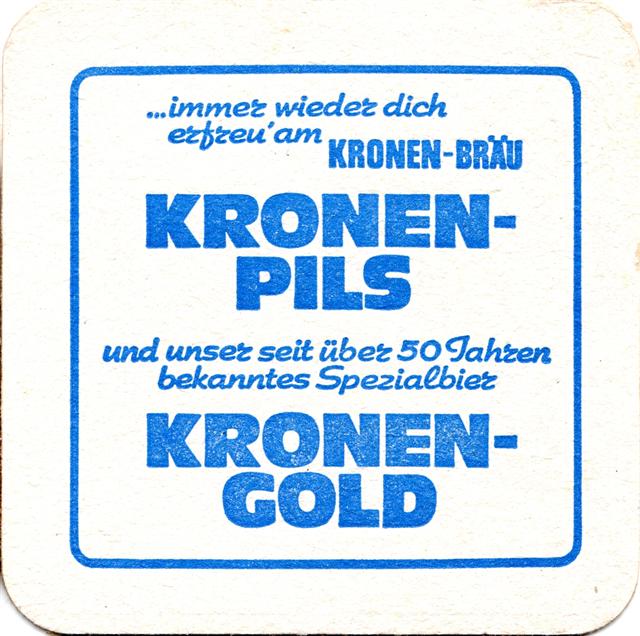 ...immer wieder dich
erfreu' am KRONEN-BRÄU
KRONEN-
PILS
und unser seit über 50 Jahren
bekanntes Spezialbier
KRONEN-
GOLD